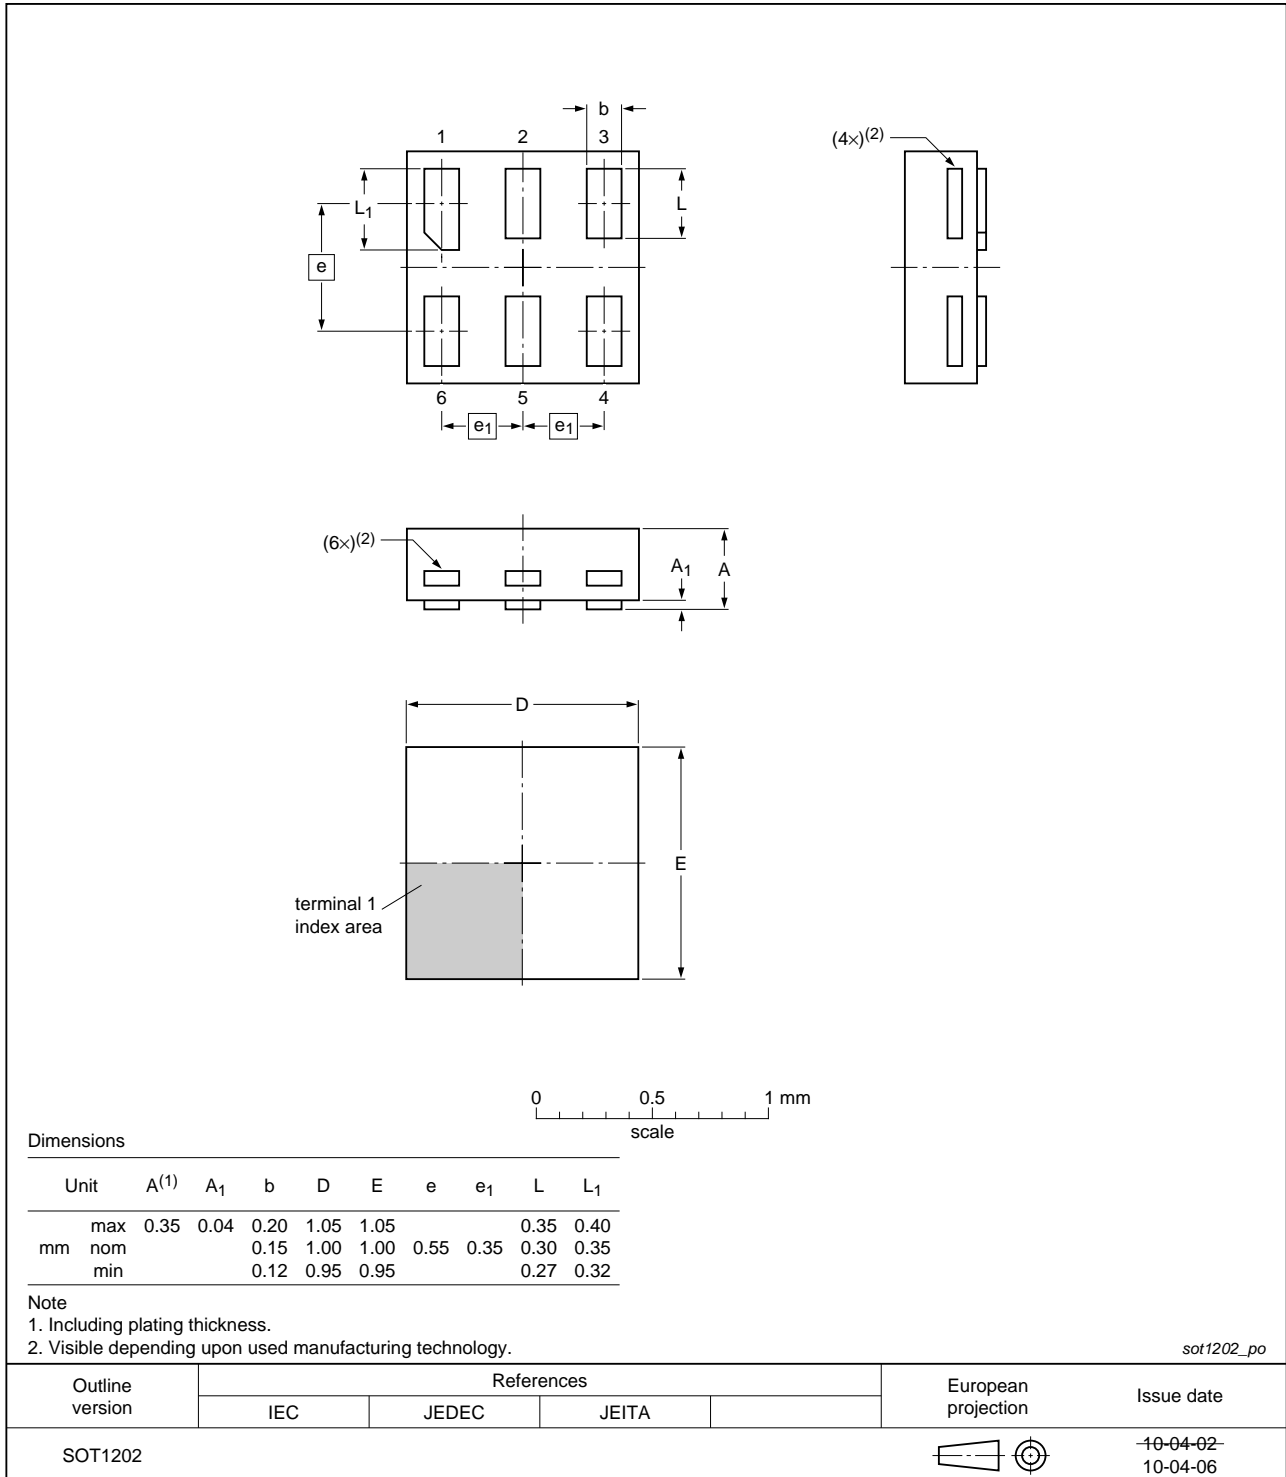 b
1 2 3
(4×)(2)
L1
L
e
6 5 4
e1 e1
(6×)(2)
A1 A
D
E
terminal 1
index area
0 0.5 1 mm
scale
Dimensions
Unit A(1) A1 b D E e e1 L L1
max 0.35 0.04 0.20 1.05 1.05 0.35 0.40
mm nom 0.15 1.00 1.00 0.55 0.35 0.30 0.35
min 0.12 0.95 0.95 0.27 0.32
Note
1. Including plating thickness.
2. Visible depending upon used manufacturing technology.
sot1202_po
Outline
version
References
IEC JEDEC JEITA
European
projection
Issue date
SOT1202
10-04-02
10-04-06